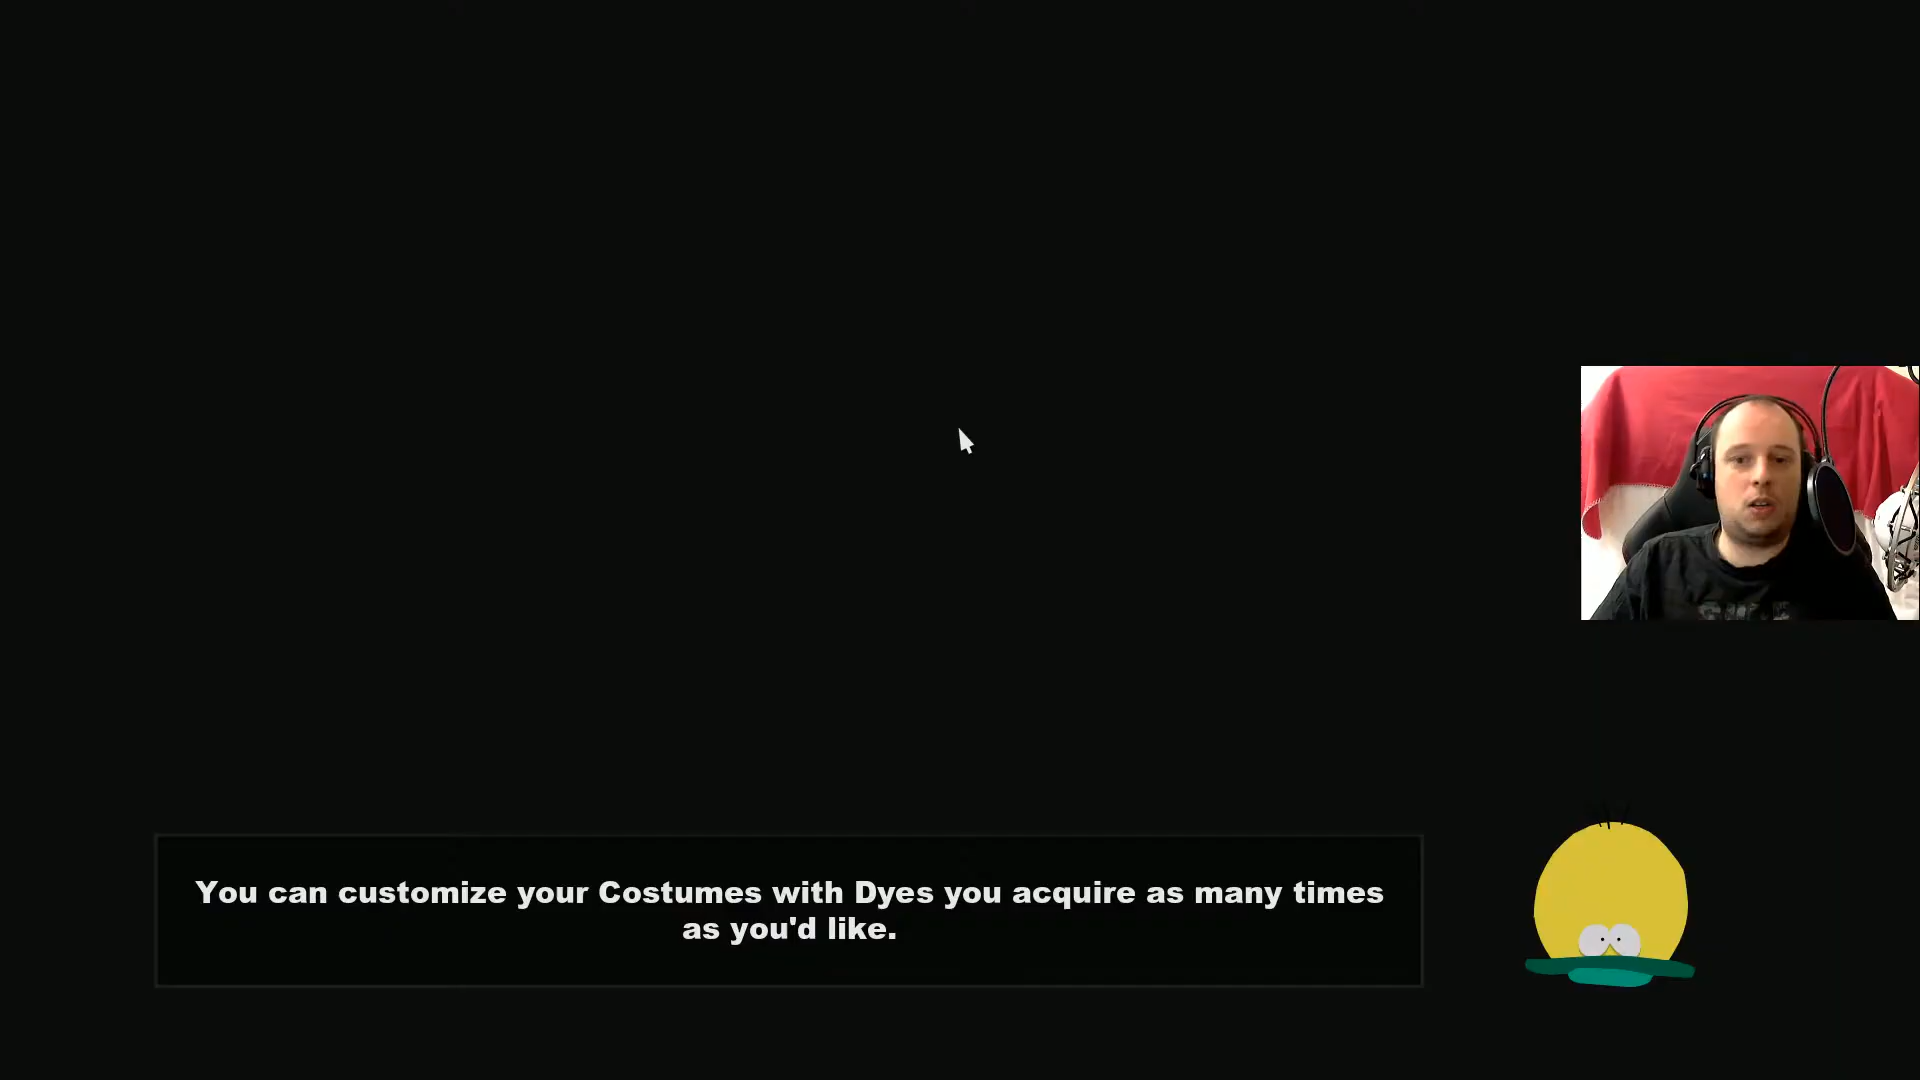 You can customize your Costumes with Dyes you acquire as many times
as you'd like.